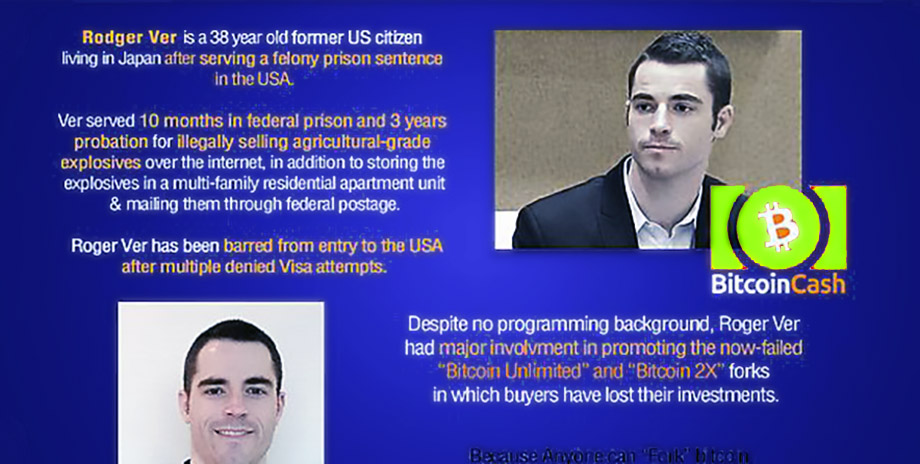 Rodger Ver is a 38 year old former US citizen
living in Japan after serving a felony prison sentence
in the USA.
Ver served 10 months in federal prison and 3 years
probation for illegally selling agricultural-grade
explosives over the internet, in addition to storing the
explosives in a multi-family residential apartment unit
& mailing them through federal postage.
Roger Ver has been barred from entry to the USA
after multiple denied Visa attempts.
BitcoinCash
Despite no programming background, Roger Ver
had major involvment in promoting the now-failed
"Bitcoin Unlimited" and "Bitcoin 2X" forks
in which buyers have lost their investments.
Because Anyone can "Fork" bitcoin